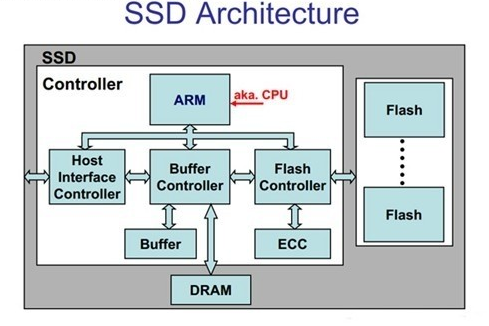 SSD Architecture
SSD
Controller
ARM
aka. CPU
Host
Interface
Controller
Buffer
Controller
Flash
Controller
Buffer
ECC
DRAM
Flash
Flash